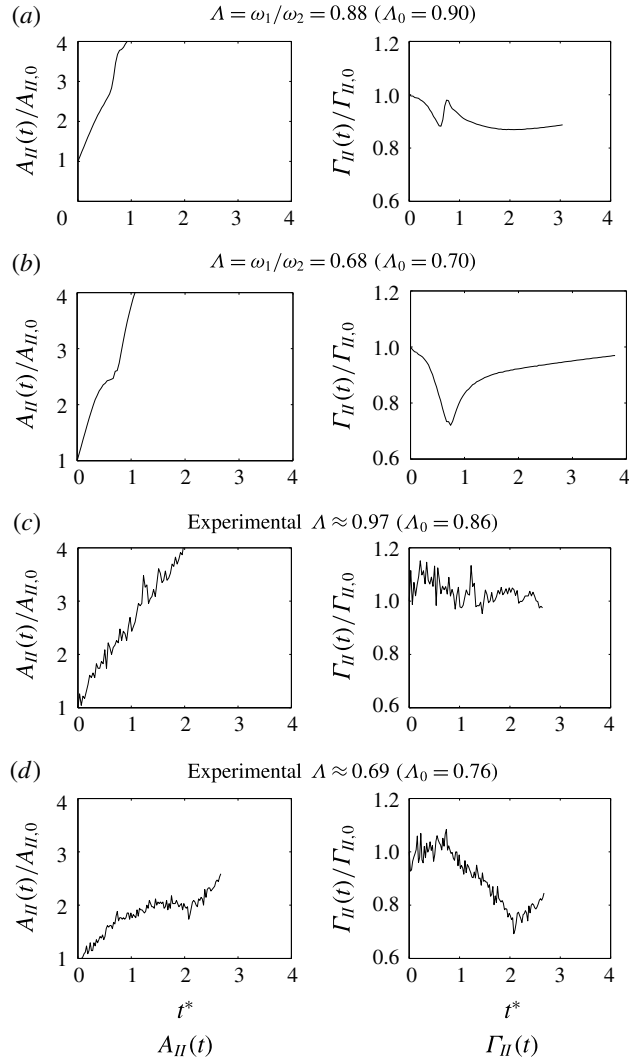 (a) Λ = ω1/ω2 = 0.88 (Λ0 = 0.90)
AII(t)/AII,0
4
3
2
1
0 1 2 3 4
ΓII(t)/ΓII,0
1.2
1.0
0.8
0.6
0 1 2 3 4
(b) Λ = ω1/ω2 = 0.68 (Λ0 = 0.70)
AII(t)/AII,0
4
3
2
1
0 1 2 3 4
ΓII(t)/ΓII,0
1.2
1.0
0.8
0.6
0 1 2 3 4
(c) Experimental Λ ≈ 0.97 (Λ0 = 0.86)
AII(t)/AII,0
4
3
2
1
0 1 2 3 4
ΓII(t)/ΓII,0
1.2
1.0
0.8
0.6
0 1 2 3 4
(d) Experimental Λ ≈ 0.69 (Λ0 = 0.76)
AII(t)/AII,0
4
3
2
1
0 1 2 3 4
ΓII(t)/ΓII,0
1.2
1.0
0.8
0.6
0 1 2 3 4
t* t*
AII(t) ΓII(t)